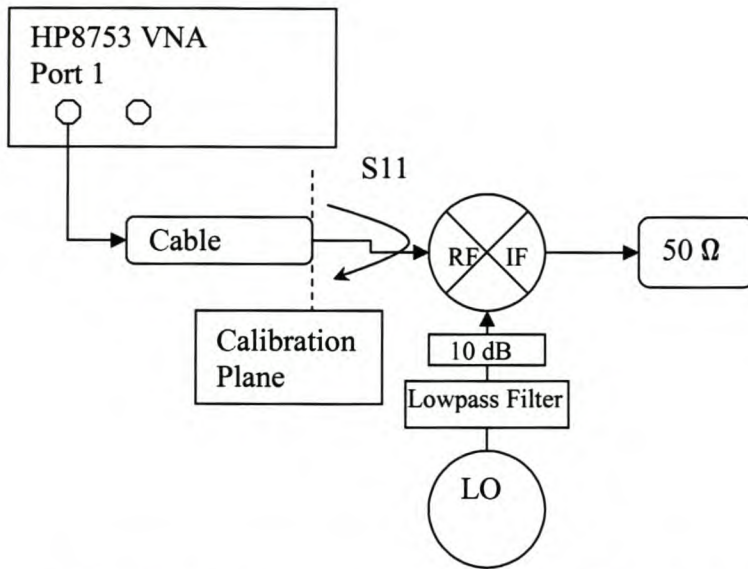 HP8753 VNA
Port 1
S11
Cable
RF
IF
50 Ω
Calibration
Plane
10 dB
Lowpass Filter
LO